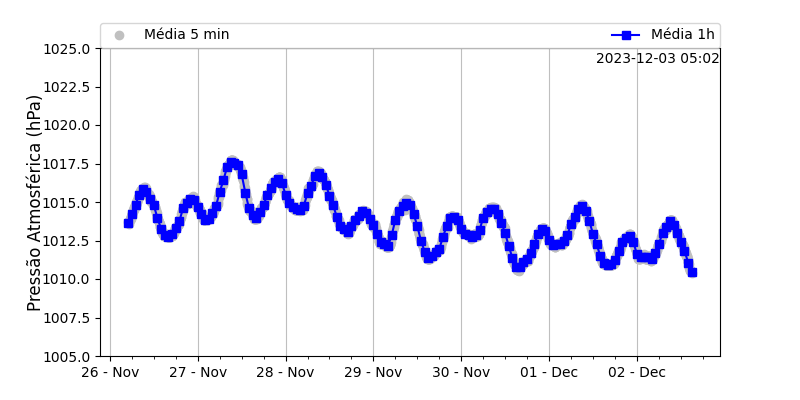 Média 5 min
Média 1h
2023-12-03 05:02
Pressão Atmosférica (hPa)
1025.0
1022.5
1020.0
1017.5
1015.0
1012.5
1010.0
1007.5
1005.0
26 - Nov
27 - Nov
28 - Nov
29 - Nov
30 - Nov
01 - Dec
02 - Dec